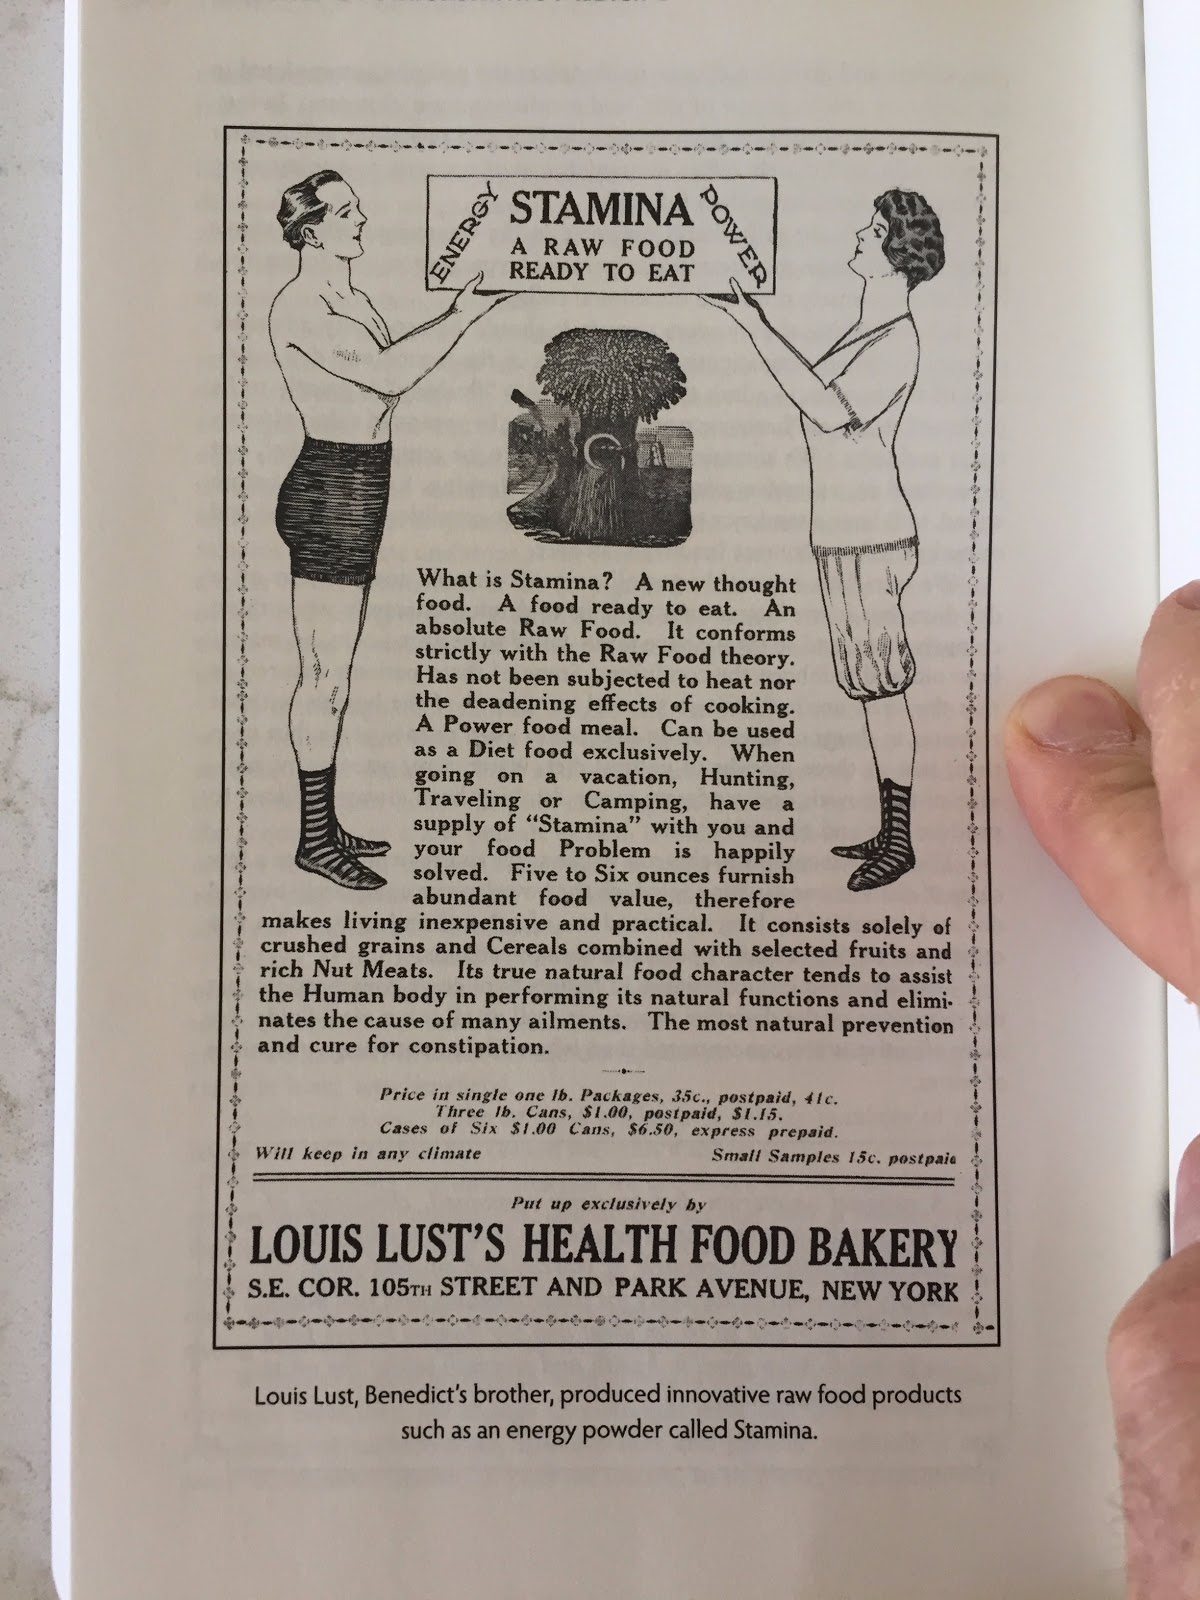 ENERGY STAMINA POWER
A RAW FOOD
READY TO EAT
What is Stamina? A new thought
food. A food ready to eat. An
absolute Raw Food. It conforms
strictly with the Raw Food theory.
Has not been subjected to heat nor
the deadening effects of cooking.
A Power food meal. Can be used
as a Diet food exclusively. When
going on a vacation, Hunting,
Traveling or Camping, have a
supply of "Stamina" with you and
your food Problem is happily
solved. Five to Six ounces furnish
abundant food value, therefore
makes living inexpensive and practical. It consists solely of
crushed grains and Cereals combined with selected fruits and
rich Nut Meats. Its true natural food character tends to assist
the Human body in performing its natural functions and elimi-
nates the cause of many ailments. The most natural prevention
and cure for constipation.
Price in single one lb. Packages, 35c., postpaid, 41c.
Three lb. Cans, $1.00, postpaid, $1.15.
Cases of Six $1.00 Cans, $6.50, express prepaid.
Will keep in any climate Small Samples 15c. postpaid
Put up exclusively by
LOUIS LUST'S HEALTH FOOD BAKERY
S.E. COR. 105TH STREET AND PARK AVENUE, NEW YORK
Louis Lust, Benedict's brother, produced innovative raw food products
such as an energy powder called Stamina.